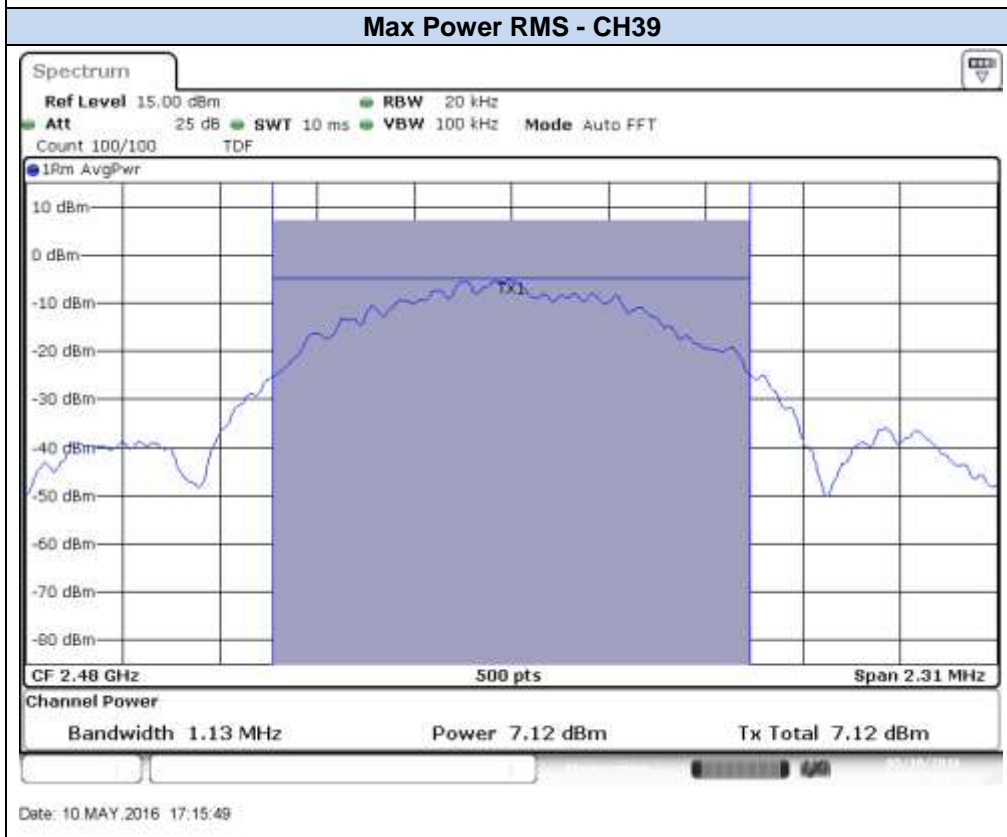 Max Power RMS - CH39
Spectrum
Ref Level 15.00 dBm RBW 20 kHz
Att 25 dB SWT 10 ms VBW 100 kHz Mode Auto FFT
Count 100/100 TDF
1Rm AvgPwr
10 dBm
0 dBm
-10 dBm
TX1
-20 dBm
-30 dBm
-40 dBm
-50 dBm
-60 dBm
-70 dBm
-80 dBm
CF 2.48 GHz 500 pts Span 2.31 MHz
Channel Power
Bandwidth 1.13 MHz Power 7.12 dBm Tx Total 7.12 dBm
Date: 10.MAY.2016 17:15:49